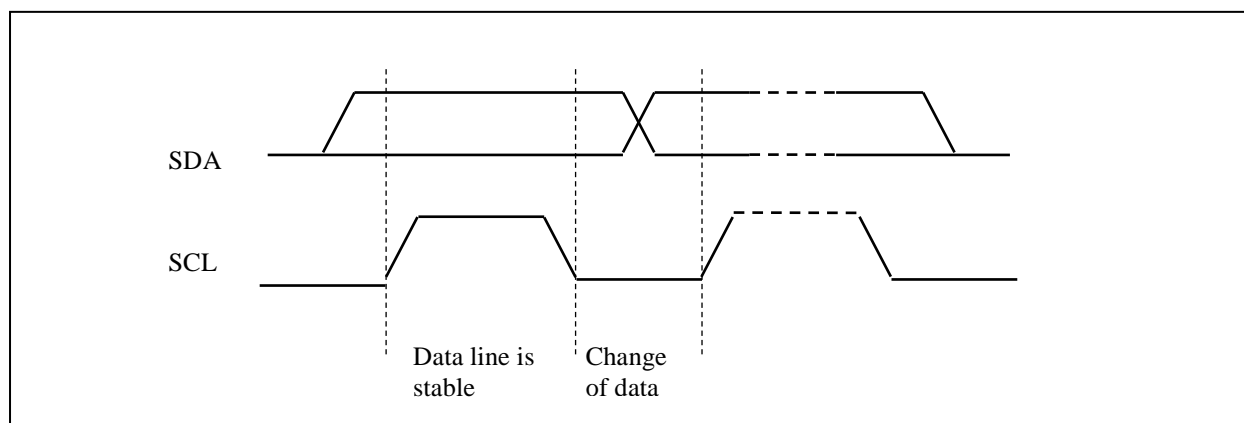 SDA
SCL
Data line is
stable
Change
of data